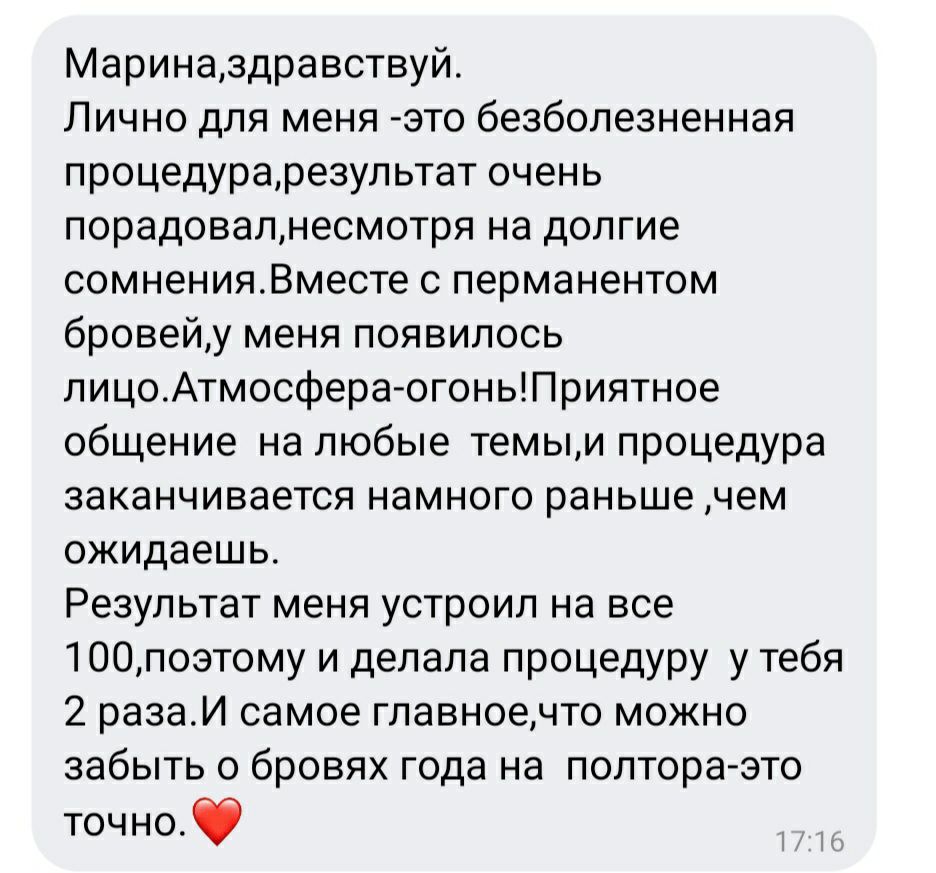 Марина,здравствуй.
Лично для меня -это безболезненная
процедура,результат очень
порадовал,несмотря на долгие
сомнения.Вместе с перманентом
бровей,у меня появилось
лицо.Атмосфера-огонь!Приятное
общение  на любые  темы,и процедура
заканчивается намного раньше ,чем
ожидаешь.
Результат меня устроил на все
100,поэтому и делала процедуру  у тебя
2 раза.И самое главное,что можно
забыть о бровях года на  полтора-это
точно.❤️
17:16